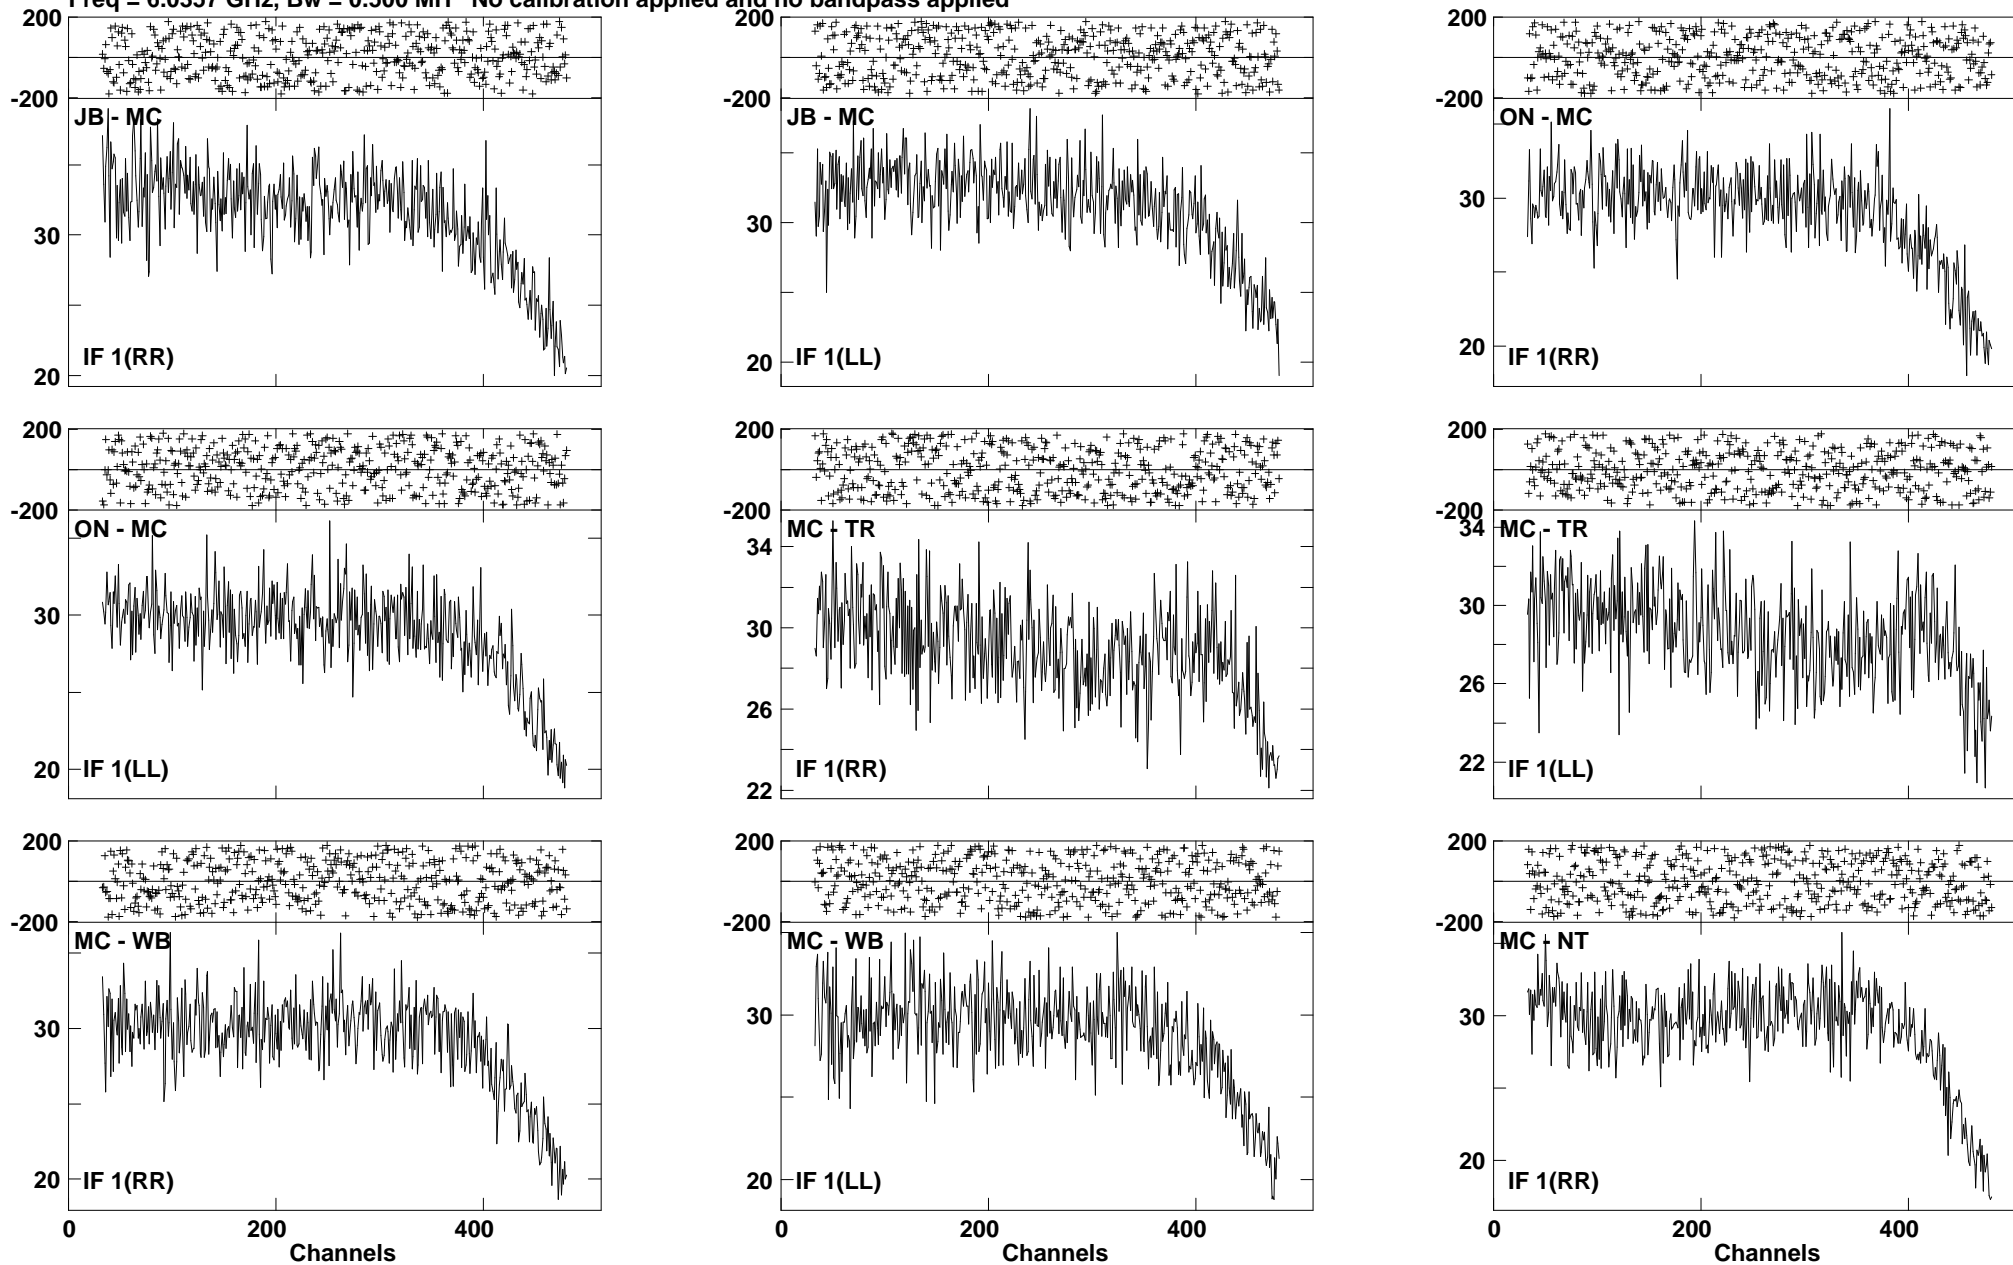 Freq = 6.0357 GHz, Bw = 0.500 MH No calibration applied and no bandpass applied
200 200 200
-200 -200 -200
JB - MC JB - MC ON - MC
30 30 30
20 20 20
IF 1(RR) IF 1(LL) IF 1(RR)
200 200 200
-200 -200 -200
ON - MC MC - TR MC - TR
34 34
30 30 30
26 26
20 22 22
IF 1(LL) IF 1(RR) IF 1(LL)
200 200 200
-200 -200 -200
MC - WB MC - WB MC - NT
30 30 30
20 20 20
IF 1(RR) IF 1(LL) IF 1(RR)
0 200 400 0 200 400 0 200 400
Channels Channels Channels